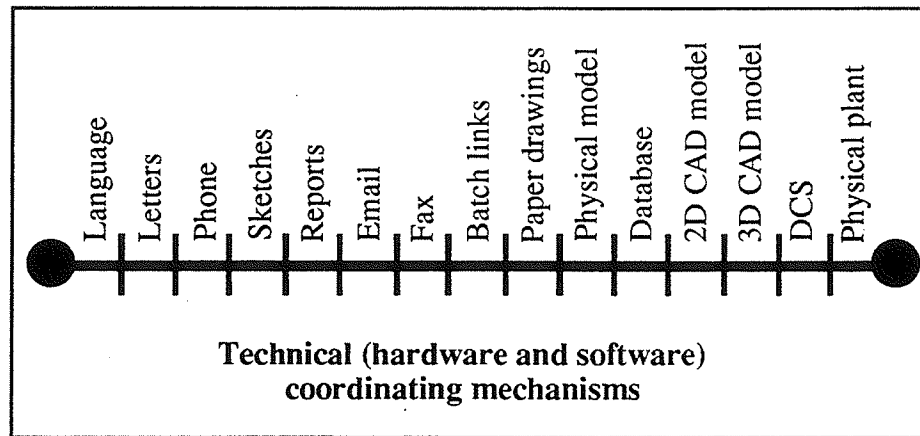 Language
Letters
Phone
Sketches
Reports
Email
Fax
Batch links
Paper drawings
Physical model
Database
2D CAD model
3D CAD model
DCS
Physical plant
Technical (hardware and software)
coordinating mechanisms